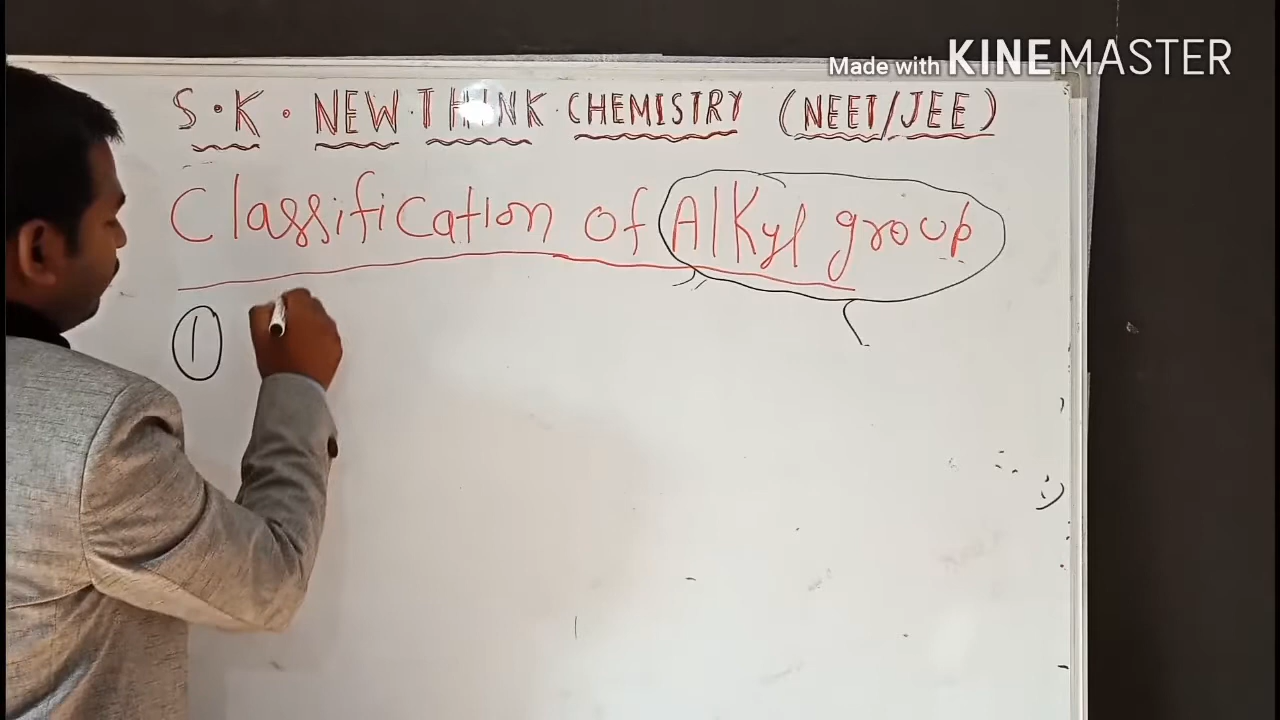 Made with KINEMASTER
S.K. NEW THINK CHEMISTRY (NEET/JEE)
Classification of Alkyl group
1